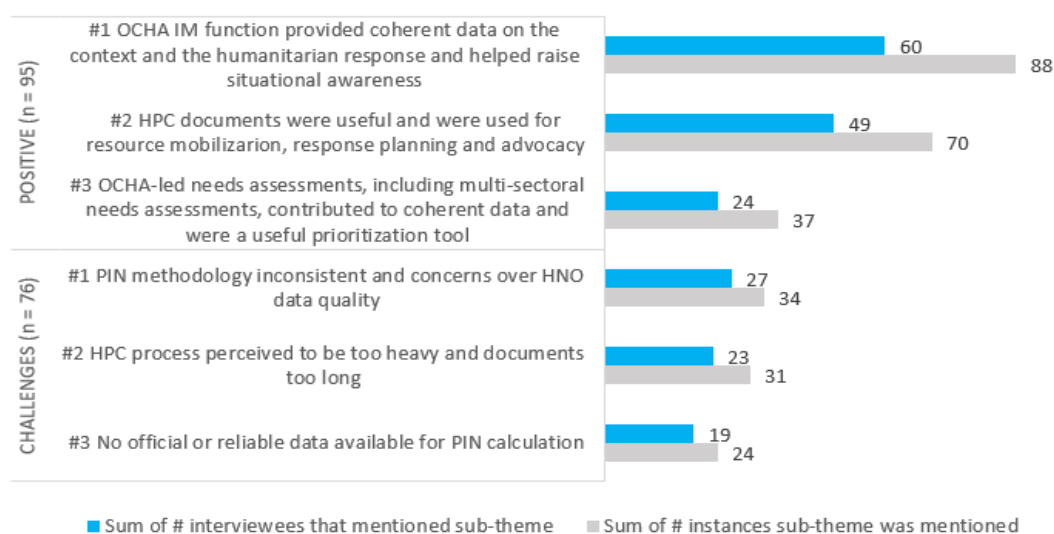 POSITIVE (n = 95)
#1 OCHA IM function provided coherent data on the
context and the humanitarian response and helped raise
situational awareness
60
88
#2 HPC documents were useful and were used for
resource mobilizarion, response planning and advocacy
49
70
#3 OCHA-led needs assessments, including multi-sectoral
needs assessments, contributed to coherent data and
were a useful prioritization tool
24
37
CHALLENGES (n = 76)
#1 PIN methodology inconsistent and concerns over HNO
data quality
27
34
#2 HPC process perceived to be too heavy and documents
too long
23
31
#3 No official or reliable data available for PIN calculation
19
24
Sum of # interviewees that mentioned sub-theme
Sum of # instances sub-theme was mentioned